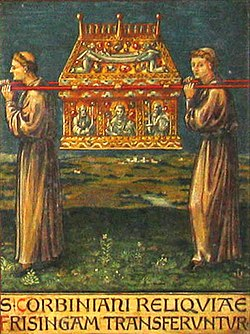 S·CORBINIANI RELIQVIAE
FRISINGAM TRANSFERVNTVR